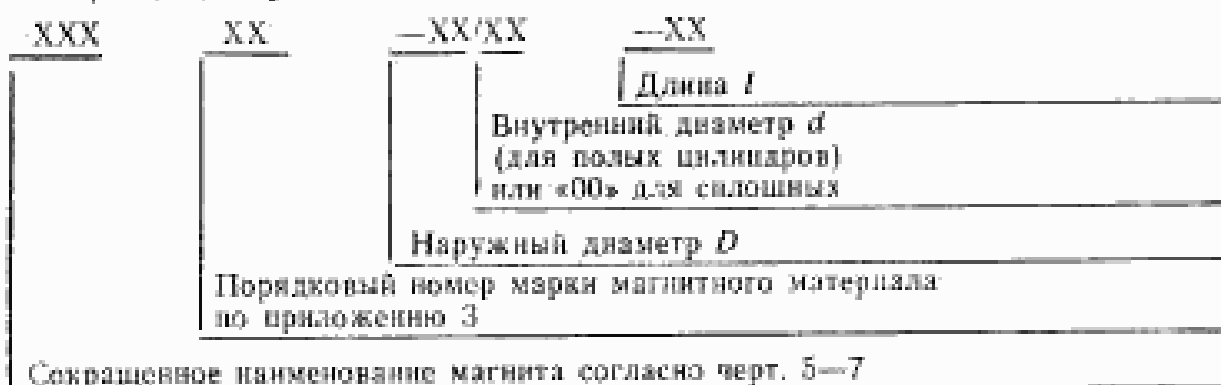 XXX XX —XX/XX —XX
Длина l
Внутренний диаметр d
(для полых цилиндров)
или «00» для сплошных
Наружный диаметр D
Порядковый номер марки магнитного материала
по приложению 3
Сокращенное наименование магнита согласно черт. 5—7